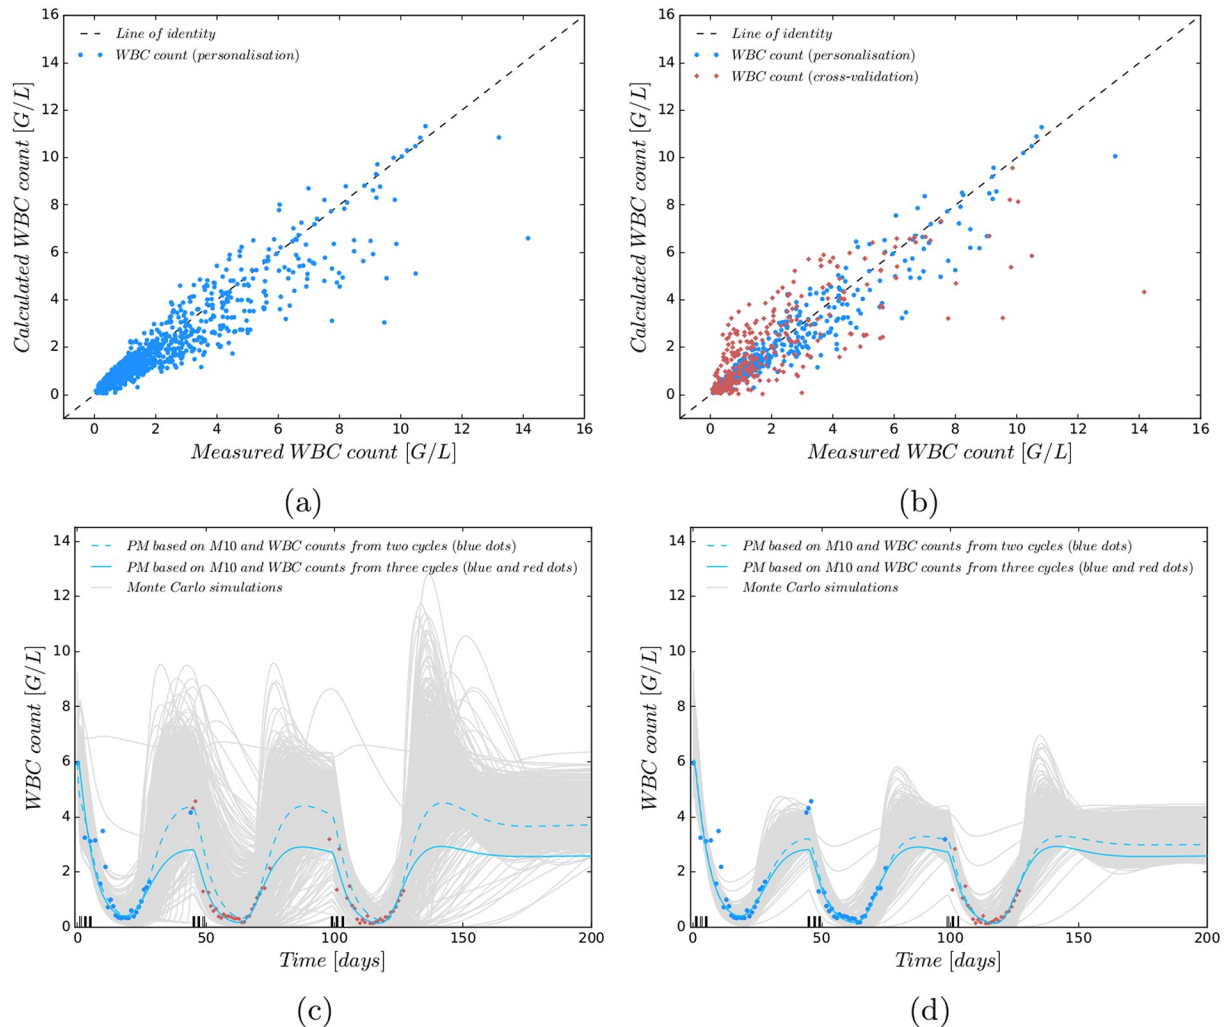 16
14
12
10
8
6
4
2
0
Calculated WBC count [G/L]
Line of identity
WBC count (personalisation)
0 2 4 6 8 10 12 14 16
Measured WBC count [G/L]
(a)
16
14
12
10
8
6
4
2
0
Calculated WBC count [G/L]
Line of identity
WBC count (personalisation)
WBC count (cross-validation)
0 2 4 6 8 10 12 14 16
Measured WBC count [G/L]
(b)
14
12
10
8
6
4
2
0
WBC count [G/L]
PM based on M10 and WBC counts from two cycles (blue dots)
PM based on M10 and WBC counts from three cycles (blue and red dots)
Monte Carlo simulations
0 50 100 150 200
Time [days]
(c)
14
12
10
8
6
4
2
0
WBC count [G/L]
PM based on M10 and WBC counts from two cycles (blue dots)
PM based on M10 and WBC counts from three cycles (blue and red dots)
Monte Carlo simulations
0 50 100 150 200
Time [days]
(d)